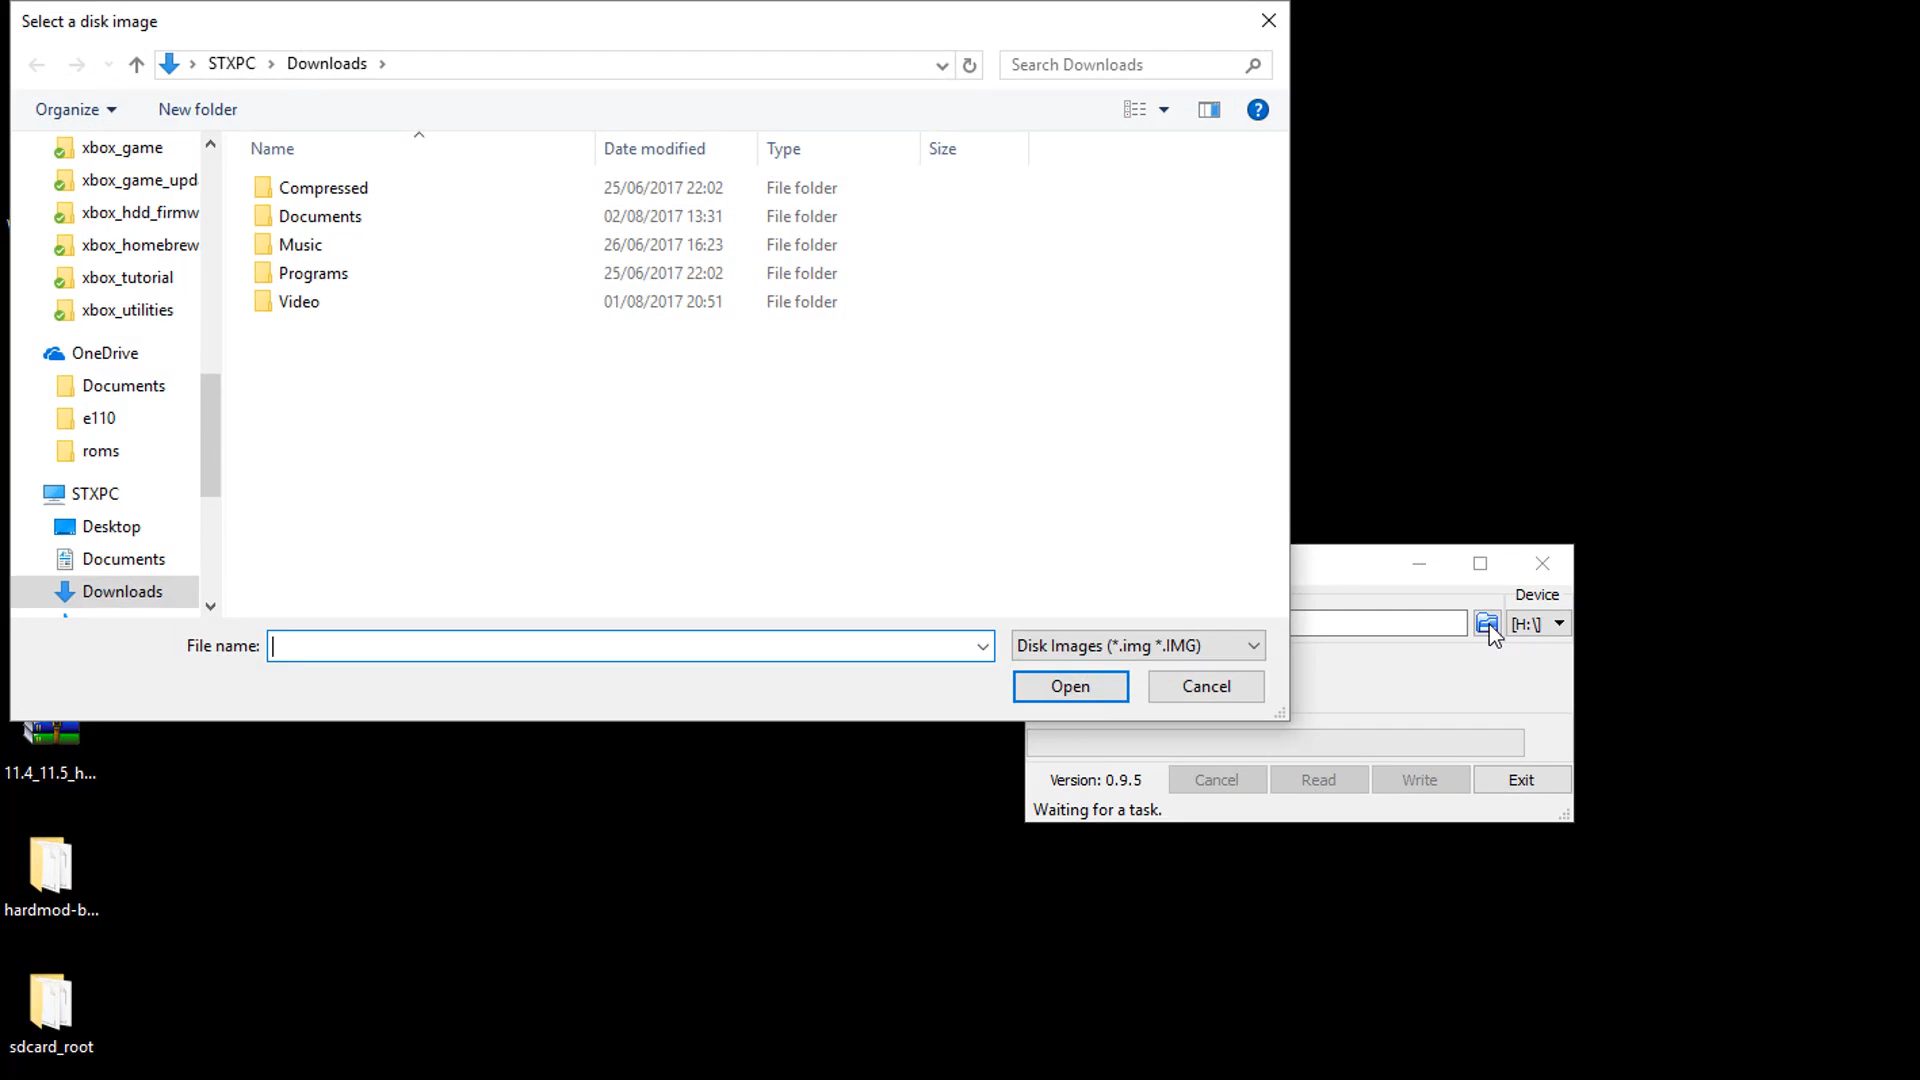 Select a disk image
STXPC
Downloads
Search Downloads
Organize
New folder
Name
Date modified
Type
Size
xbox_game
xbox_game_upd
xbox_hdd_firmw
xbox_homebrew
xbox_tutorial
xbox_utilities
OneDrive
Documents
e110
roms
STXPC
Desktop
Documents
Downloads
Compressed 25/06/2017 22:02 File folder
Documents 02/08/2017 13:31 File folder
Music 26/06/2017 16:23 File folder
Programs 25/06/2017 22:02 File folder
Video 01/08/2017 20:51 File folder
File name:
Disk Images (*.img *.IMG)
Open
Cancel
Device
[H:\]
Version: 0.9.5
Cancel
Read
Write
Exit
Waiting for a task.
11.4_11.5_h...
hardmod-b...
sdcard_root